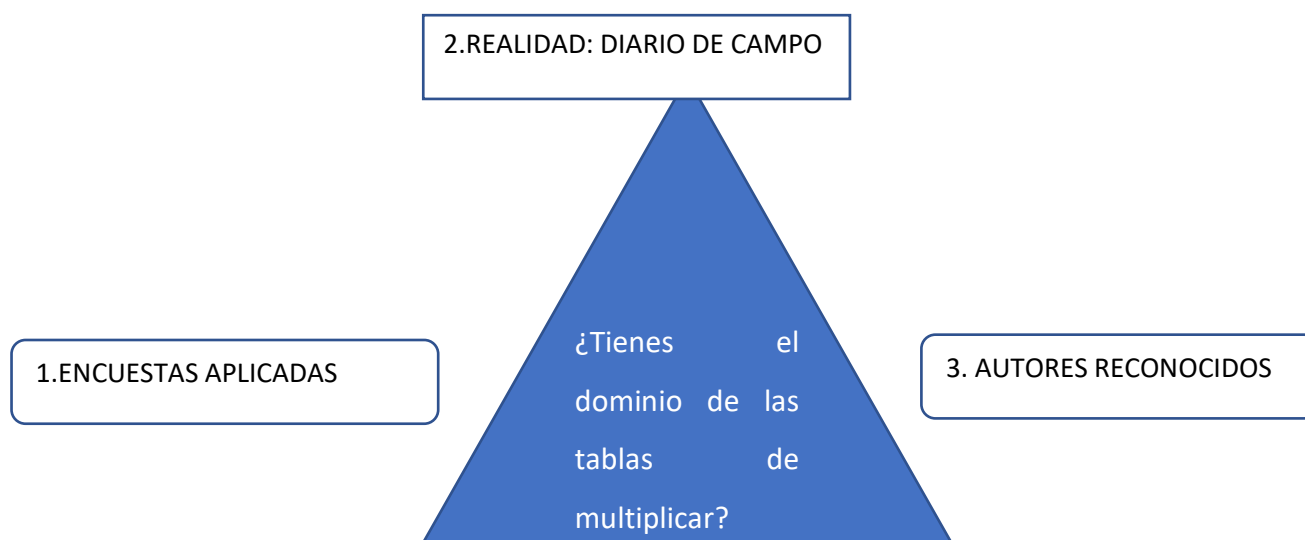 2.REALIDAD: DIARIO DE CAMPO
1.ENCUESTAS APLICADAS
¿Tienes el
dominio de las
tablas de
multiplicar?
3. AUTORES RECONOCIDOS